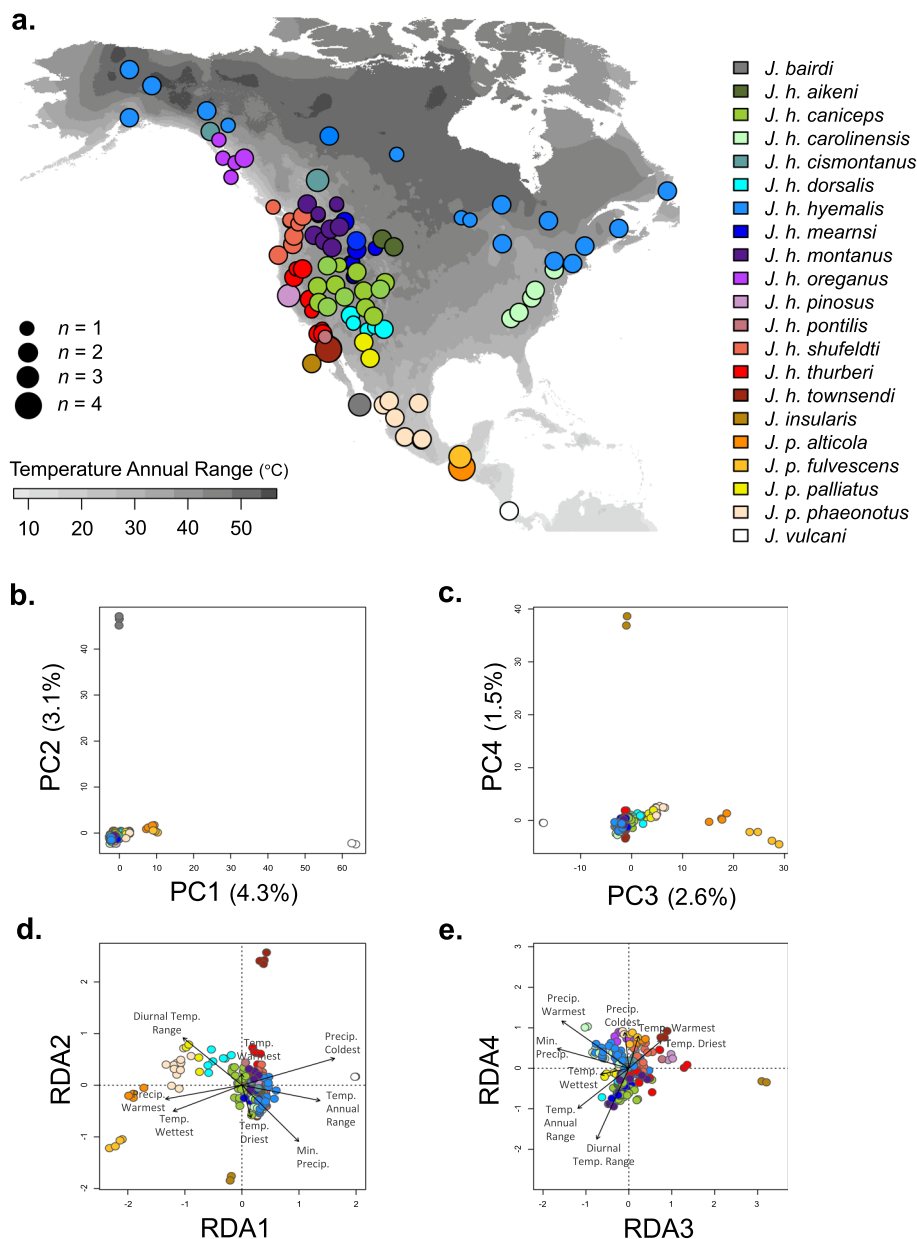 a.
J. bairdi
J. h. aikeni
J. h. caniceps
J. h. carolinensis
J. h. cismontanus
J. h. dorsalis
J. h. hyemalis
J. h. mearnsi
J. h. montanus
J. h. oreganus
J. h. pinosus
J. h. pontilis
J. h. shufeldti
J. h. thurberi
J. h. townsendi
J. insularis
J. p. alticola
J. p. fulvescens
J. p. palliatus
J. p. phaeonotus
J. vulcani
n = 1
n = 2
n = 3
n = 4
Temperature Annual Range (°C)
10 20 30 40 50
b.
PC2 (3.1%)
0 10 20 30 40
0 10 20 30 40 50 60
PC1 (4.3%)
c.
PC4 (1.5%)
0 10 20 30 40
-10 0 10 20 30
PC3 (2.6%)
d.
RDA2
-2 -1 0 1 2
Diurnal Temp.
Range
Temp.
Warmest
Precip.
Coldest
Precip.
Warmest
Temp.
Wettest
Temp.
Driest
Temp.
Annual
Range
Min.
Precip.
-2 -1 0 1 2
RDA1
e.
RDA4
-2 -1 0 1 2 3
Precip.
Warmest
Precip.
Coldest
Temp. Warmest
Temp. Driest
Min.
Precip.
Temp.
Wettest
Temp.
Annual
Range
Diurnal
Temp. Range
-2 -1 0 1 2 3
RDA3